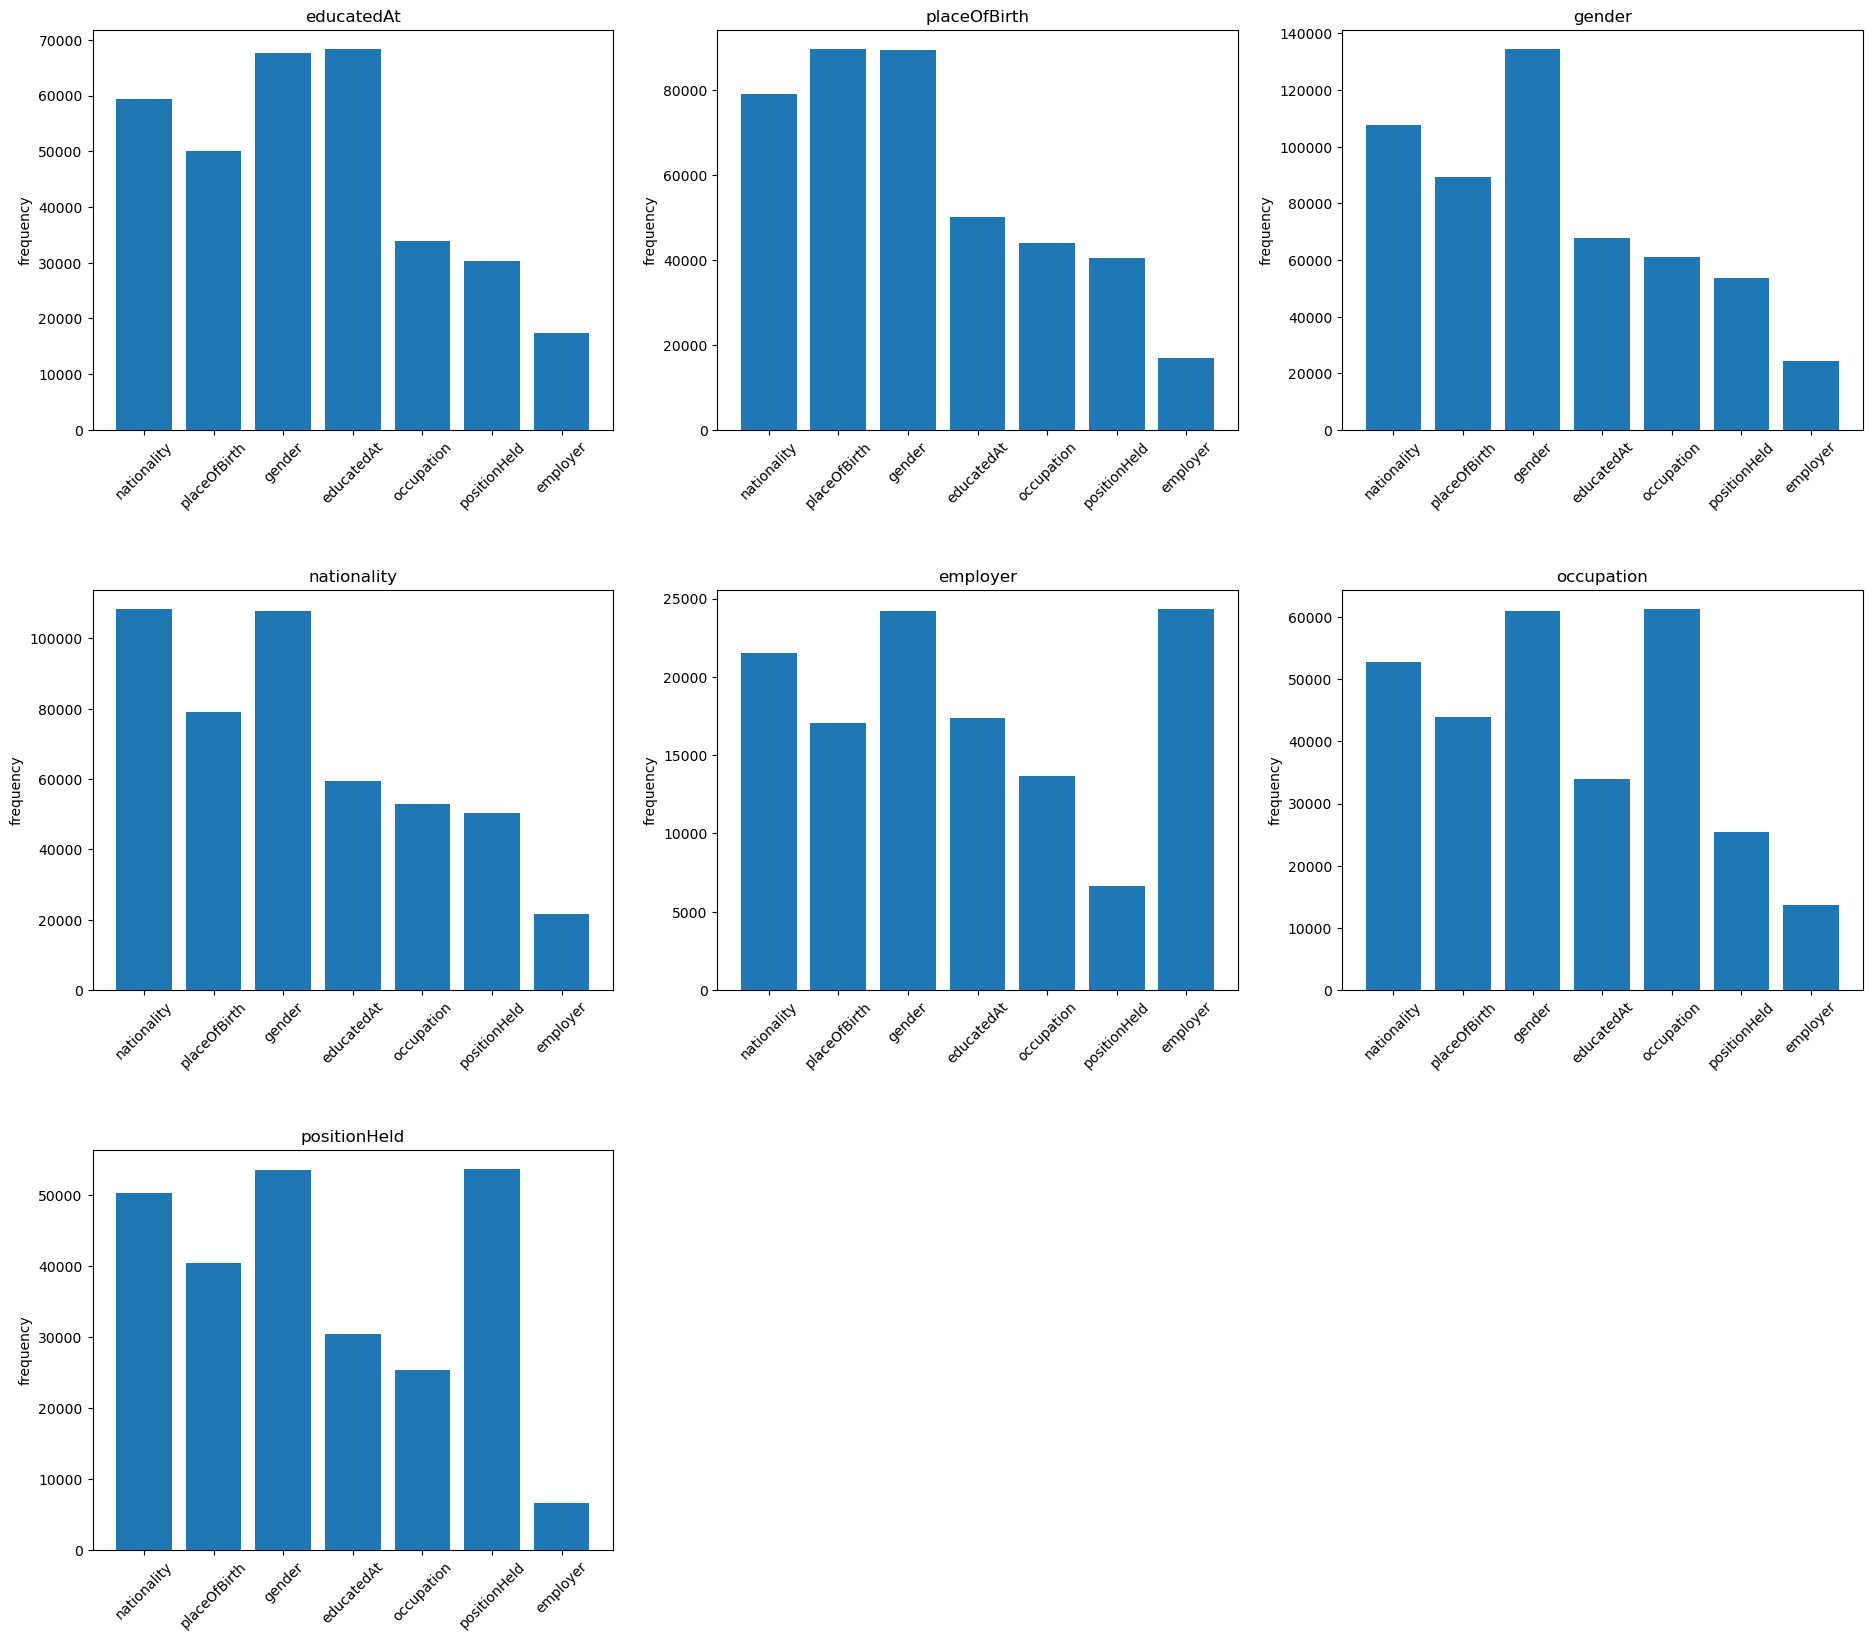 educatedAt
frequency
70000
60000
50000
40000
30000
20000
10000
0
nationality
placeOfBirth
gender
educatedAt
occupation
positionHeld
employer
placeOfBirth
frequency
80000
60000
40000
20000
0
nationality
placeOfBirth
gender
educatedAt
occupation
positionHeld
employer
gender
frequency
140000
120000
100000
80000
60000
40000
20000
0
nationality
placeOfBirth
gender
educatedAt
occupation
positionHeld
employer
nationality
frequency
100000
80000
60000
40000
20000
0
nationality
placeOfBirth
gender
educatedAt
occupation
positionHeld
employer
employer
frequency
25000
20000
15000
10000
5000
0
nationality
placeOfBirth
gender
educatedAt
occupation
positionHeld
employer
occupation
frequency
60000
50000
40000
30000
20000
10000
0
nationality
placeOfBirth
gender
educatedAt
occupation
positionHeld
employer
positionHeld
frequency
50000
40000
30000
20000
10000
0
nationality
placeOfBirth
gender
educatedAt
occupation
positionHeld
employer